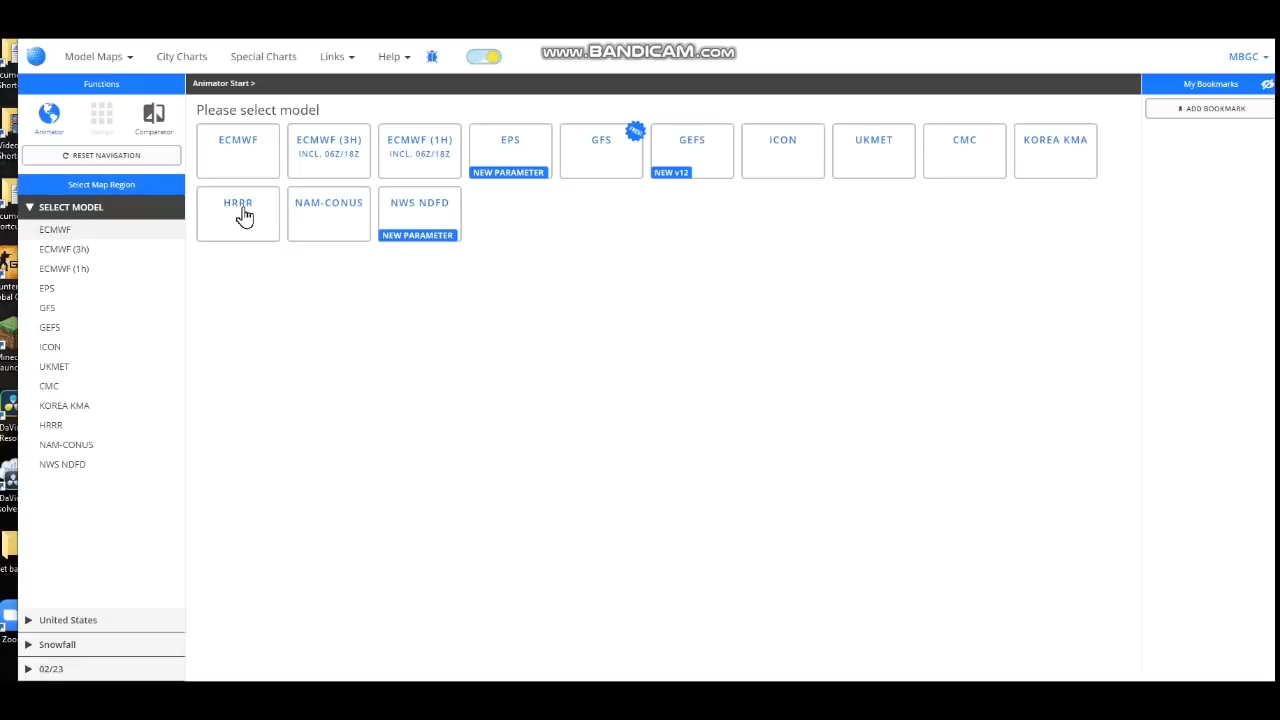 Model Maps City Charts Special Charts Links Help www.BANDICAM.com MBGC
Functions
Animator
Comparator
RESET NAVIGATION
Select Map Region
SELECT MODEL
ECMWF
ECMWF (3h)
ECMWF (1h)
EPS
GFS
GEFS
ICON
UKMET
CMC
KOREA KMA
HRRR
NAM-CONUS
NWS NDFD
United States
Snowfall
02/23
Animator Start >
Please select model
ECMWF
ECMWF (3H)
INCL. 06Z/18Z
ECMWF (1H)
INCL. 06Z/18Z
EPS
NEW PARAMETER
GFS
FREE!
GEFS
NEW v12
ICON
UKMET
CMC
KOREA KMA
HRRR
NAM-CONUS
NWS NDFD
NEW PARAMETER
My Bookmarks
ADD BOOKMARK